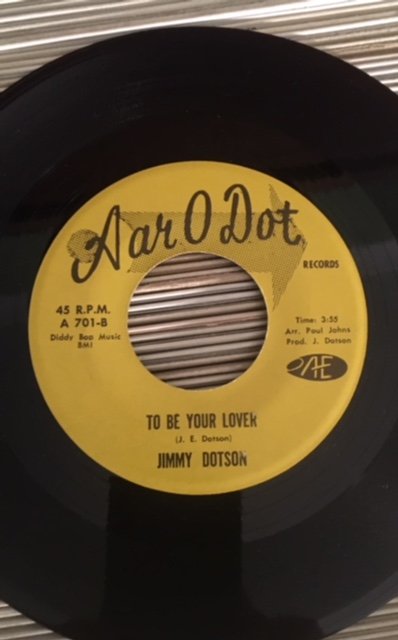 Aar O Dot
RECORDS
45 R.P.M.
A 701-B
Diddy Bop Music
BMI
Time: 3:55
Arr. Paul Johns
Prod. J. Dotson
TO BE YOUR LOVER
(J. E. Dotson)
JIMMY DOTSON